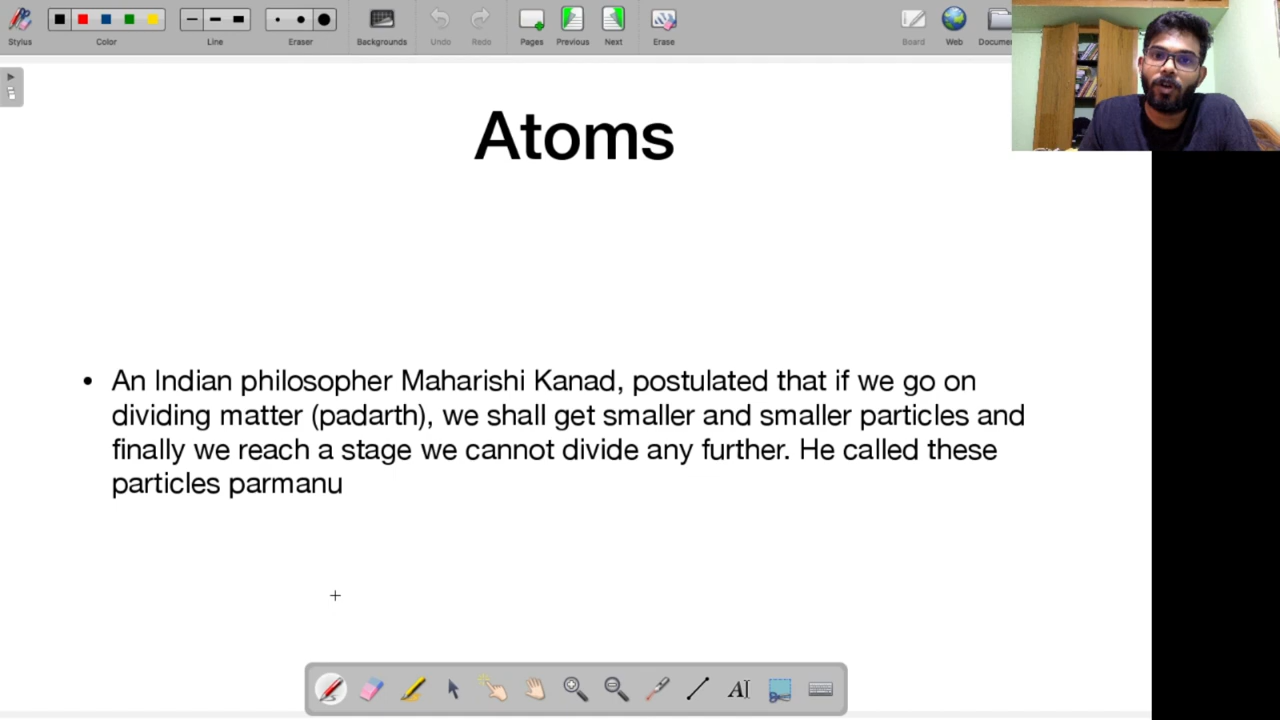 Stylus
Color
Line
Eraser
Backgrounds
Undo
Redo
Pages
Previous
Next
Erase
Board
Web
Atoms
• An Indian philosopher Maharishi Kanad, postulated that if we go on
dividing matter (padarth), we shall get smaller and smaller particles and
finally we reach a stage we cannot divide any further. He called these
particles parmanu
AI